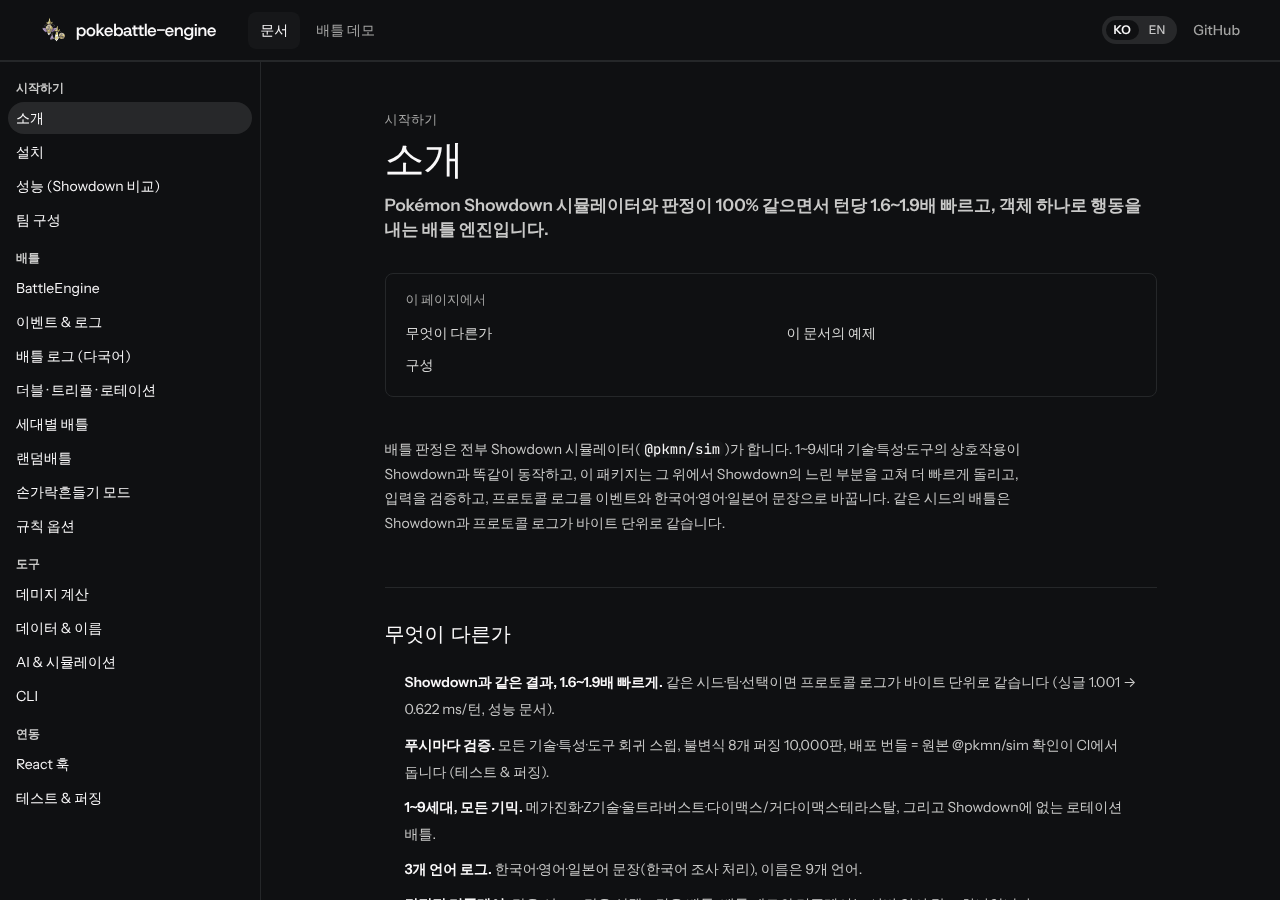 pokebattle-engine
문서
배틀 데모
KO
EN
GitHub
시작하기
소개
설치
성능 (Showdown 비교)
팀 구성
배틀
BattleEngine
이벤트 & 로그
배틀 로그 (다국어)
더블·트리플·로테이션
세대별 배틀
랜덤배틀
손가락흔들기 모드
규칙 옵션
도구
데미지 계산
데이터 & 이름
AI & 시뮬레이션
CLI
연동
React 훅
테스트 & 퍼징
시작하기
소개
Pokémon Showdown 시뮬레이터와 판정이 100% 같으면서 턴당 1.6~1.9배 빠르고, 객체 하나로 행동을
내는 배틀 엔진입니다.
이 페이지에서
무엇이 다른가
이 문서의 예제
구성
배틀 판정은 전부 Showdown 시뮬레이터( @pkmn/sim )가 합니다. 1~9세대 기술·특성·도구의 상호작용이
Showdown과 똑같이 동작하고, 이 패키지는 그 위에서 Showdown의 느린 부분을 고쳐 더 빠르게 돌리고,
입력을 검증하고, 프로토콜 로그를 이벤트와 한국어·영어·일본어 문장으로 바꿉니다. 같은 시드의 배틀은
Showdown과 프로토콜 로그가 바이트 단위로 같습니다.
무엇이 다른가
Showdown과 같은 결과, 1.6~1.9배 빠르게. 같은 시드·팀·선택이면 프로토콜 로그가 바이트 단위로 같습니다 (싱글 1.001 →
0.622 ms/턴, 성능 문서).
푸시마다 검증. 모든 기술·특성·도구 회귀 스윕, 불변식 8개 퍼징 10,000판, 배포 번들 = 원본 @pkmn/sim 확인이 CI에서
돕니다 (테스트 & 퍼징).
1~9세대, 모든 기믹. 메가진화·Z기술·울트라버스트·다이맥스/거다이맥스·테라스탈, 그리고 Showdown에 없는 로테이션
배틀.
3개 언어 로그. 한국어·영어·일본어 문장(한국어 조사 처리), 이름은 9개 언어.